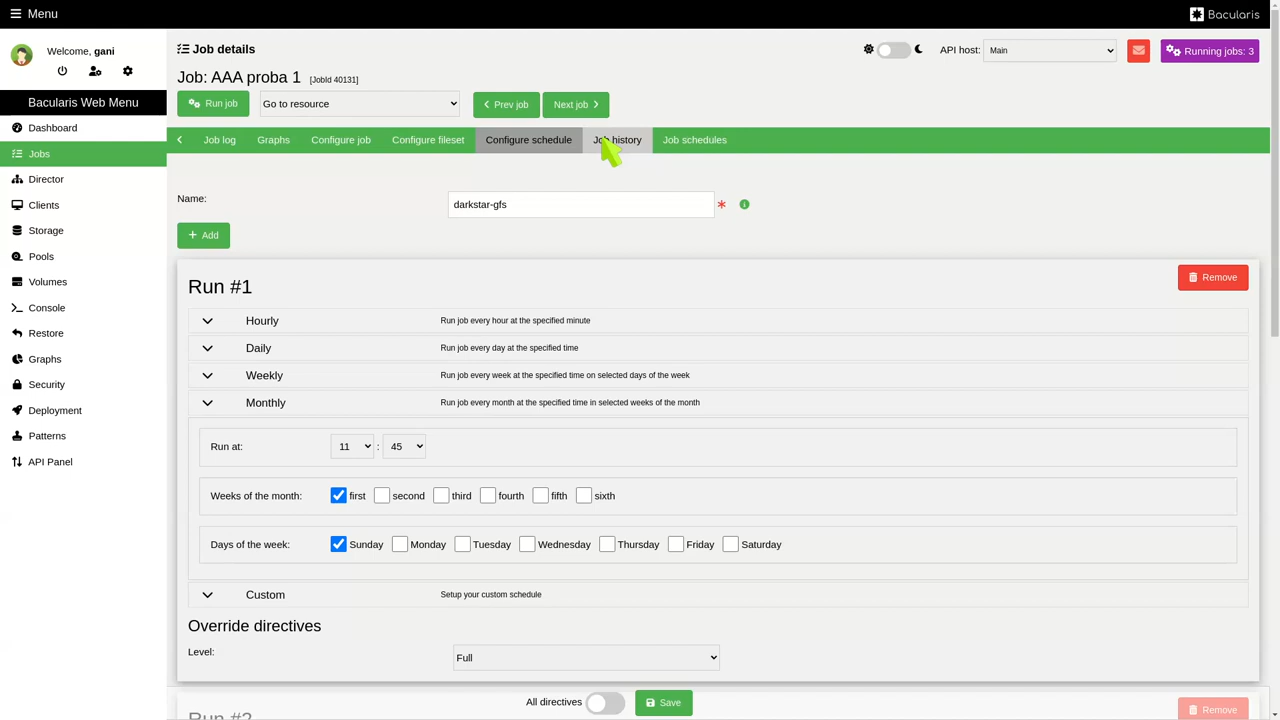 Menu
Bacularis
Welcome, gani
Bacularis Web Menu
Dashboard
Jobs
Director
Clients
Storage
Pools
Volumes
Console
Restore
Graphs
Security
Deployment
Patterns
API Panel
Job details
API host:
Main
Running jobs: 3
Job: AAA proba 1 [JobId 40131]
Run job
Go to resource
Prev job
Next job
Job log
Graphs
Configure job
Configure fileset
Configure schedule
Job history
Job schedules
Name:
darkstar-gfs
*
Add
Run #1
Remove
Hourly
Run job every hour at the specified minute
Daily
Run job every day at the specified time
Weekly
Run job every week at the specified time on selected days of the week
Monthly
Run job every month at the specified time in selected weeks of the month
Run at:
11 : 45
Weeks of the month:
first second third fourth fifth sixth
Days of the week:
Sunday Monday Tuesday Wednesday Thursday Friday Saturday
Custom
Setup your custom schedule
Override directives
Level:
Full
All directives
Save
Run #2
Remove